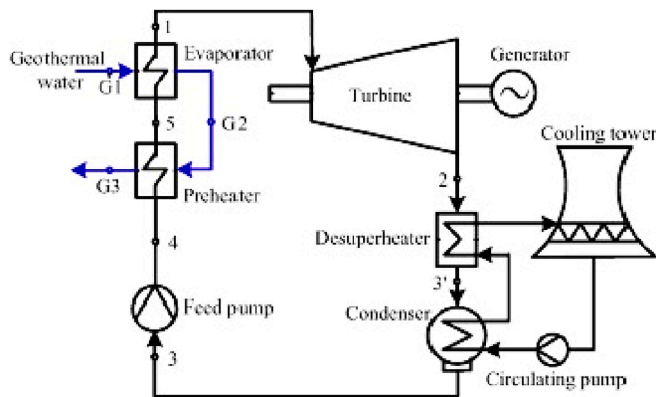 1
Geothermal
water
G1
Evaporator
G2
5
G3
Preheater
4
Feed pump
3
Turbine
Generator
Cooling tower
2
Desuperheater
3'
Condenser
Circulating pump